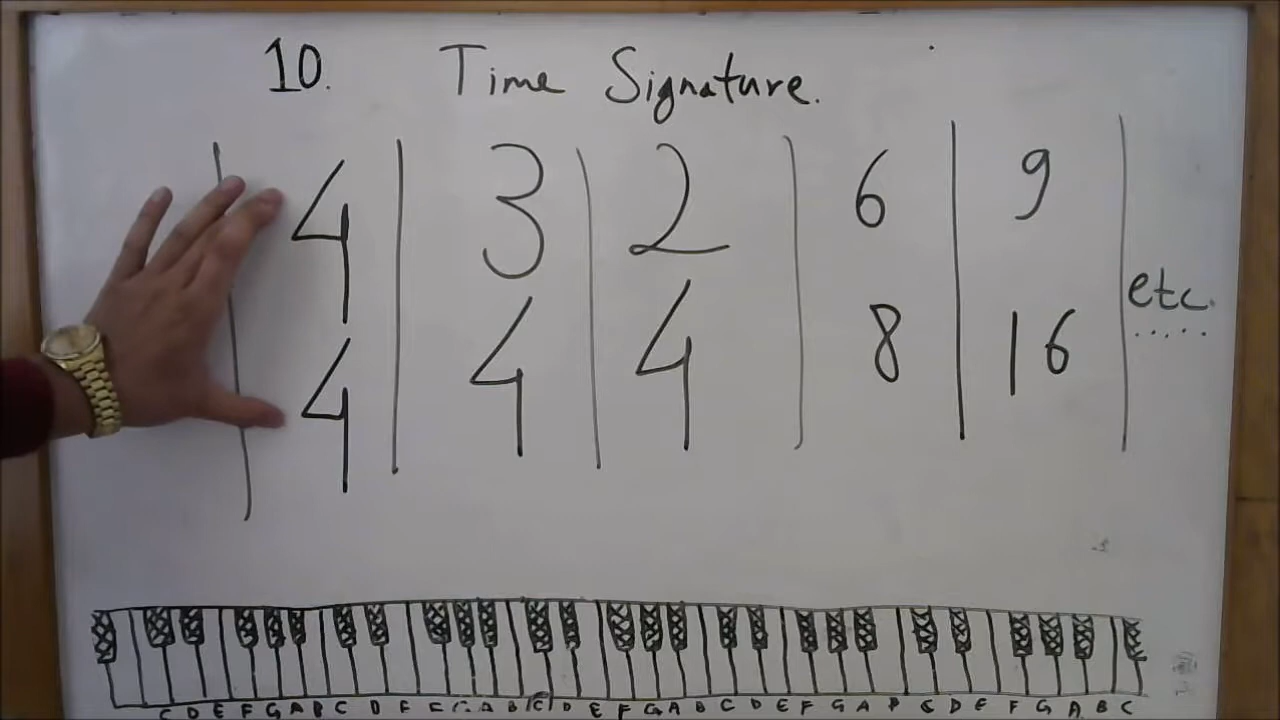 10. Time Signature.
4 3 2 6 9
4 4 4 8 16
etc.
C D E F G A B C D E F G A B C D E F G A B C D E F G A B C D E F G A B C